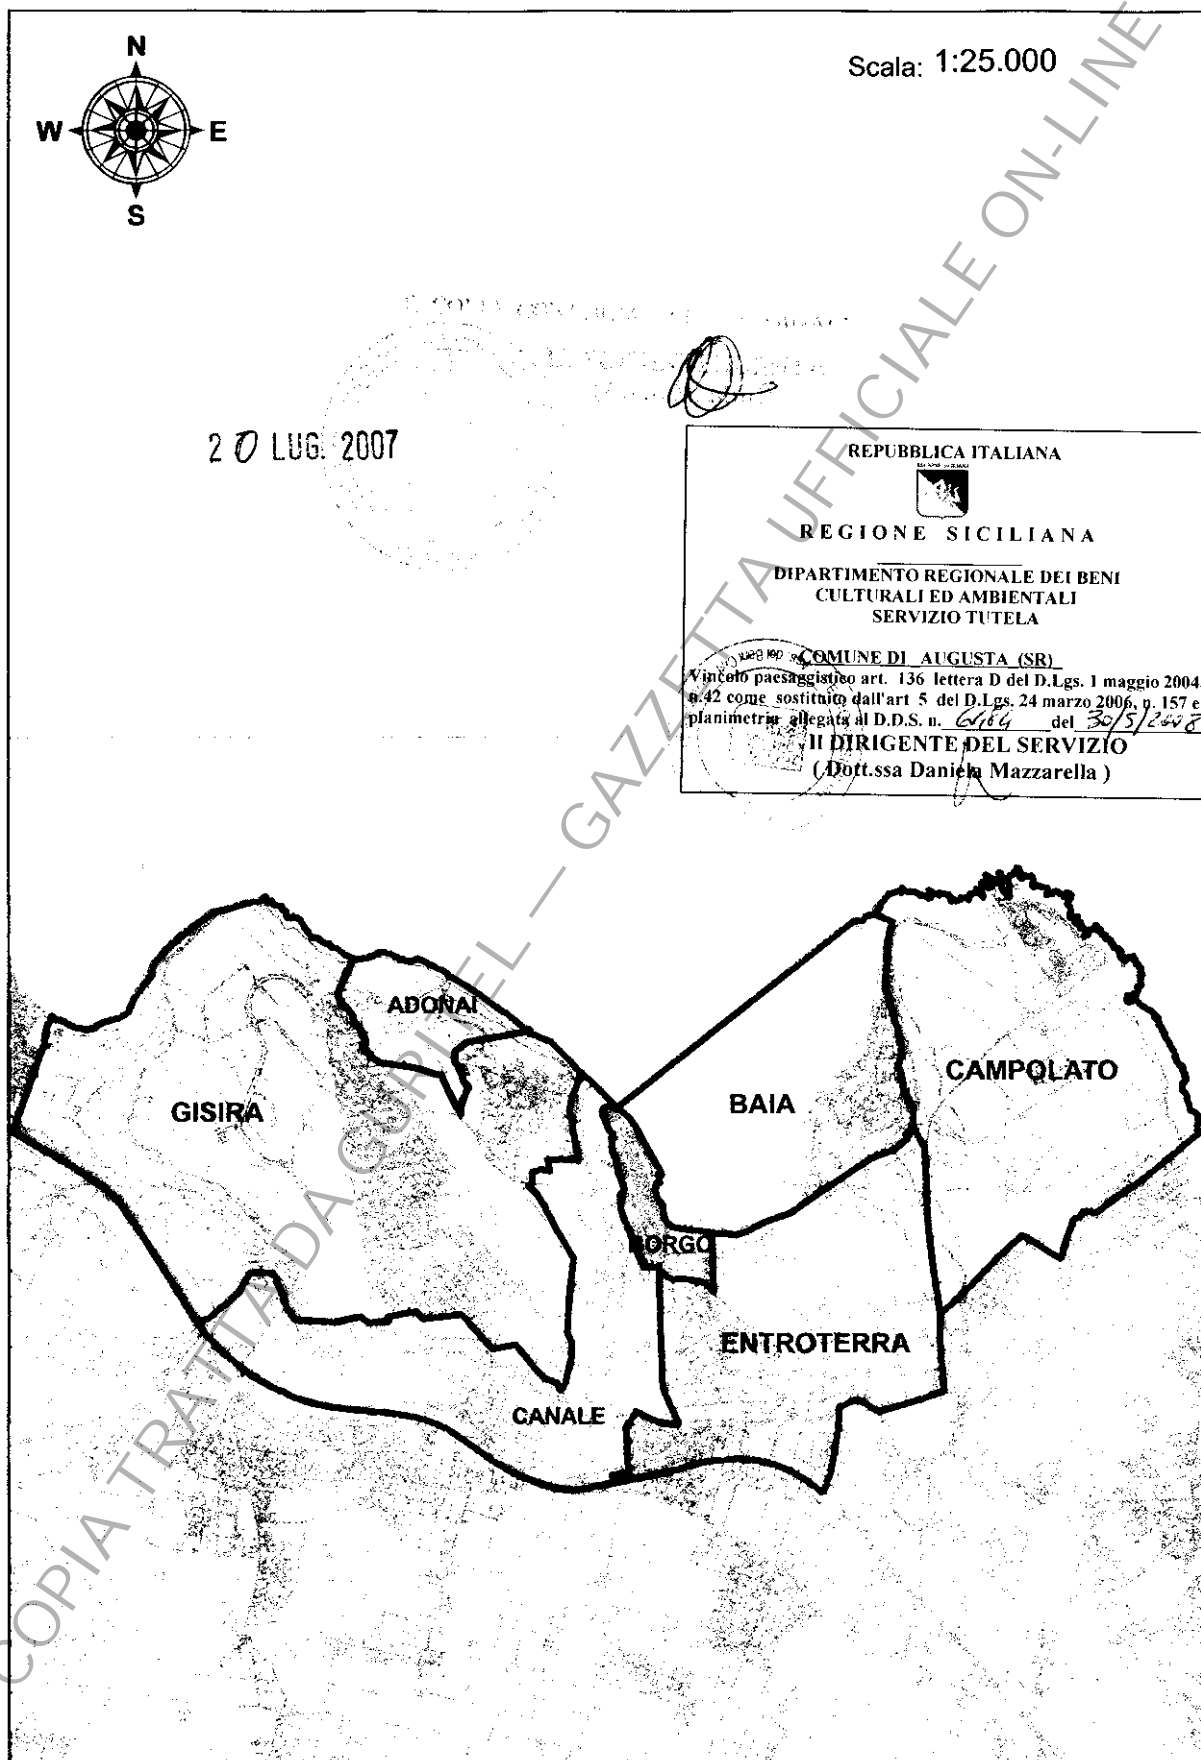 N
W E
S
Scala: 1:25.000
20 LUG. 2007
REPUBBLICA ITALIANA
REGIONE SICILIANA
DIPARTIMENTO REGIONALE DEI BENI
CULTURALI ED AMBIENTALI
SERVIZIO TUTELA
COMUNE DI AUGUSTA (SR)
Vincolo paesaggistico art. 136 lettera D del D.Lgs. 1 maggio 2004
n.42 come sostituito dall'art 5 del D.Lgs. 24 marzo 2006, n. 157 e
planimetria allegata al D.D.S. n. del 30/5/2008
Il DIRIGENTE DEL SERVIZIO
( Dott.ssa Daniela Mazzarella )
ADONAI
GISIRA
BAIA
CAMPOLATO
BORGO
ENTROTERRA
CANALE
COPIA TRATTA DA GURITEL — GAZZETTA UFFICIALE ON-LINE